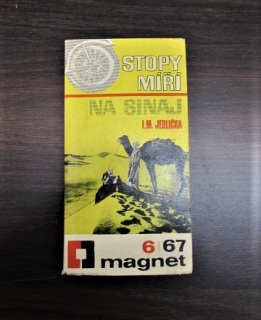 STOPY
MÍŘÍ
NA SINAJ
I.M. JEDLIČKA
6/67
magnet